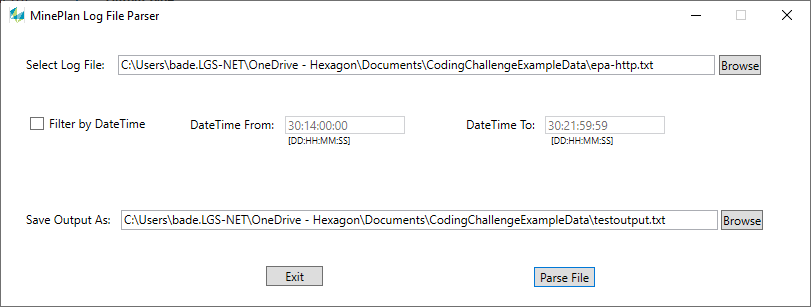 MinePlan Log File Parser
Select Log File: C:\Users\bade.LGS-NET\OneDrive - Hexagon\Documents\CodingChallengeExampleData\epa-http.txt Browse
Filter by DateTime DateTime From: 30:14:00:00 DateTime To: 30:21:59:59
[DD:HH:MM:SS] [DD:HH:MM:SS]
Save Output As: C:\Users\bade.LGS-NET\OneDrive - Hexagon\Documents\CodingChallengeExampleData\testoutput.txt Browse
Exit Parse File